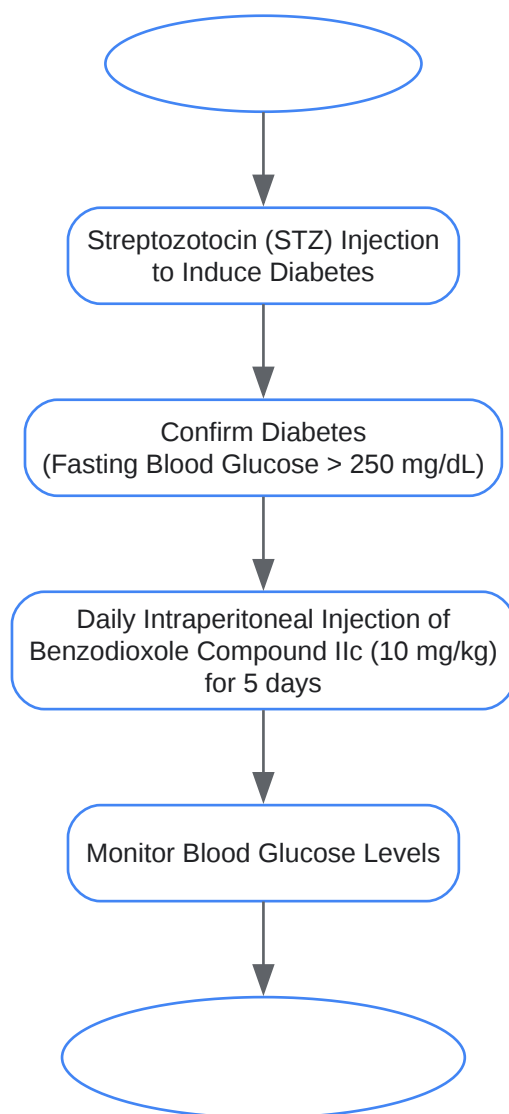 Streptozotocin (STZ) Injection
to Induce Diabetes
Confirm Diabetes
(Fasting Blood Glucose > 250 mg/dL)
Daily Intraperitoneal Injection of
Benzodioxole Compound IIc (10 mg/kg)
for 5 days
Monitor Blood Glucose Levels